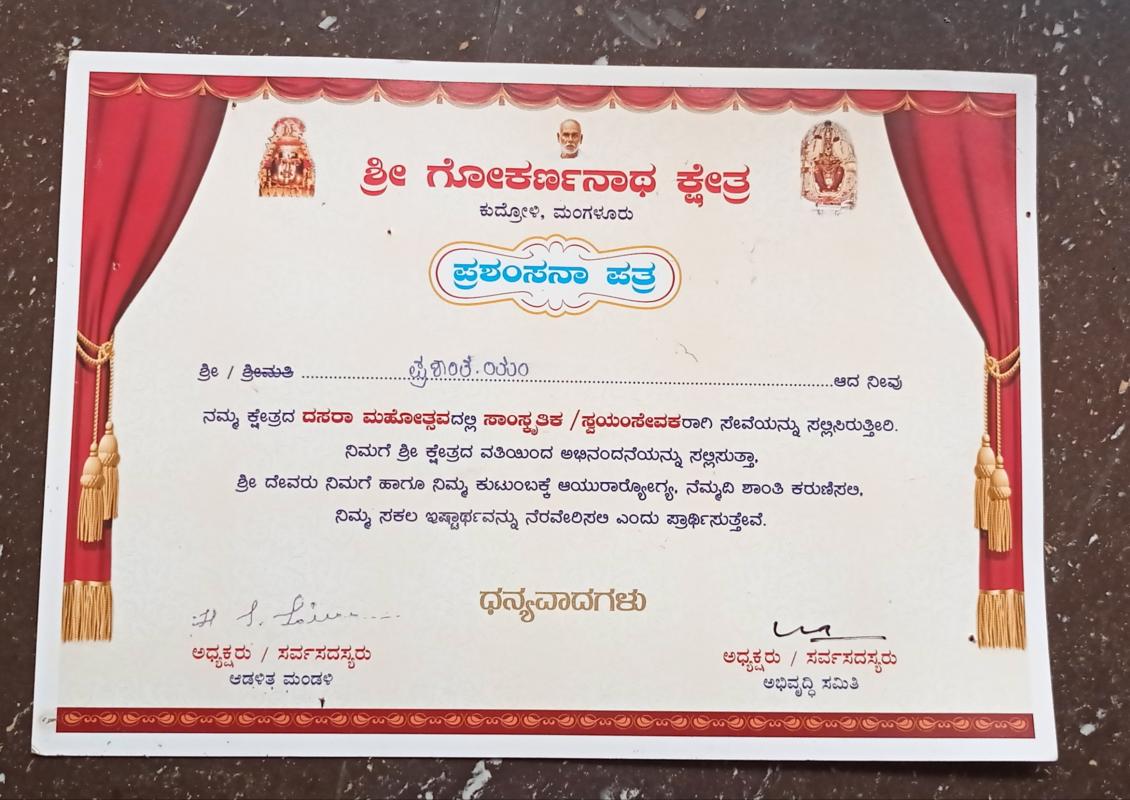 ಶ್ರೀ ಗೋಕರ್ಣನಾಥ ಕ್ಷೇತ್ರ
ಕುದ್ರೋಳಿ, ಮಂಗಳೂರು
ಪ್ರಶಂಸನಾ ಪತ್ರ
ಶ್ರೀ / ಶ್ರೀಮತಿ ಪ್ರಶಾಂತ. ಯಂ ಆದ ನೀವು
ನಮ್ಮ ಕ್ಷೇತ್ರದ ದಸರಾ ಮಹೋತ್ಸವದಲ್ಲಿ ಸಾಂಸ್ಕೃತಿಕ /ಸ್ವಯಂಸೇವಕರಾಗಿ ಸೇವೆಯನ್ನು ಸಲ್ಲಿಸಿರುತ್ತೀರಿ.
ನಿಮಗೆ ಶ್ರೀ ಕ್ಷೇತ್ರದ ವತಿಯಿಂದ ಅಭಿನಂದನೆಯನ್ನು ಸಲ್ಲಿಸುತ್ತಾ,
ಶ್ರೀ ದೇವರು ನಿಮಗೆ ಹಾಗೂ ನಿಮ್ಮ ಕುಟುಂಬಕ್ಕೆ ಆಯುರಾರ‍್ಯೋಗ್ಯ, ನೆಮ್ಮದಿ ಶಾಂತಿ ಕರುಣಿಸಲಿ,
ನಿಮ್ಮ ಸಕಲ ಇಷ್ಟಾರ್ಥವನ್ನು ನೆರವೇರಿಸಲಿ ಎಂದು ಪ್ರಾರ್ಥಿಸುತ್ತೇವೆ.
ಧನ್ಯವಾದಗಳು
ಅಧ್ಯಕ್ಷರು / ಸರ್ವಸದಸ್ಯರು
ಆಡಳಿತ ಮಂಡಳಿ
ಅಧ್ಯಕ್ಷರು / ಸರ್ವಸದಸ್ಯರು
ಅಭಿವೃದ್ಧಿ ಸಮಿತಿ